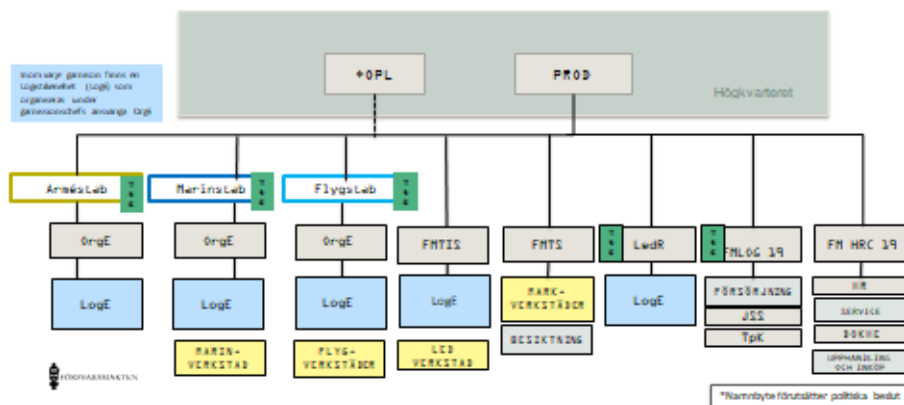 *OPL
PROD
Högkvarteret
Inom varje garnison finns en
Logistikenhet (LogE) som
organiseras under
garnisonschefs ansvariga OrgE
Arméstab
Marinstab
Flygstab
OrgE
OrgE
OrgE
FMTIS
FMTS
LedR
FMLOG 19
FM HRC 19
LogE
LogE
LogE
LogE
MARK-
VERKSTÄDER
LogE
FÖRSÖRJNING
HR
JSS
SERVICE
BESIKTNING
TpK
DOKHE
MARIN-
VERKSTAD
FLYG-
VERKSTÄDER
LED
VERKSTAD
UPPHANDLING
OCH INKÖP
FÖRSVARSMAKTEN
*Namnbyte förutsätter politiska beslut